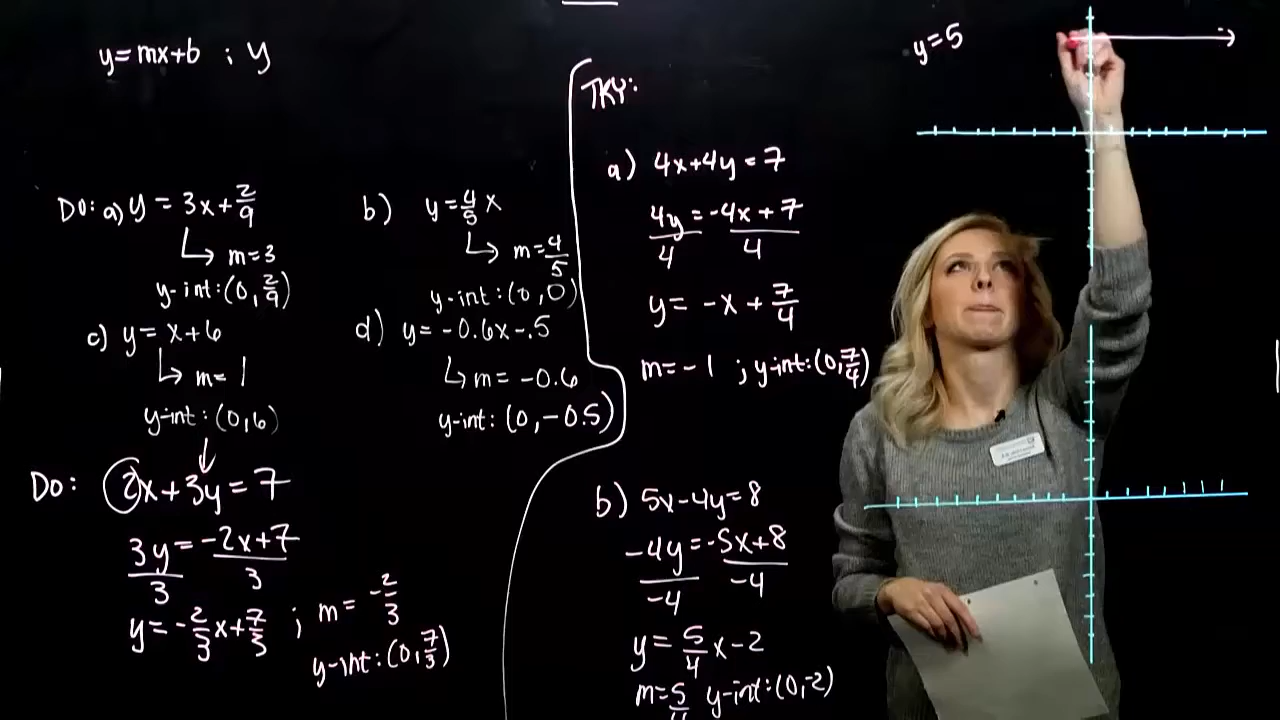 y=mx+b ; y
Do: a) y = 3x+2/9
m=3
y-int:(0,2/9)
b) y=4/5 x
m=4/5
y-int:(0,0)
c) y= x+6
m= 1
y-int:(0,6)
d) y= -0.6x-.5
m= -0.6
y-int: (0,-0.5)
Do: 2x+3y=7
3y/3=-2x+7/3
y=-2/3x+7/3 ; m= -2/3
y-int:(0,7/3)
TRY:
a) 4x+4y=7
4y/4=-4x+7/4
y= -x+7/4
m=-1 ; y-int:(0,7/4)
b) 5x-4y=8
-4y/-4=-5x+8/-4
y=5/4x-2
m=5/4 y-int:(0,-2)
y=5